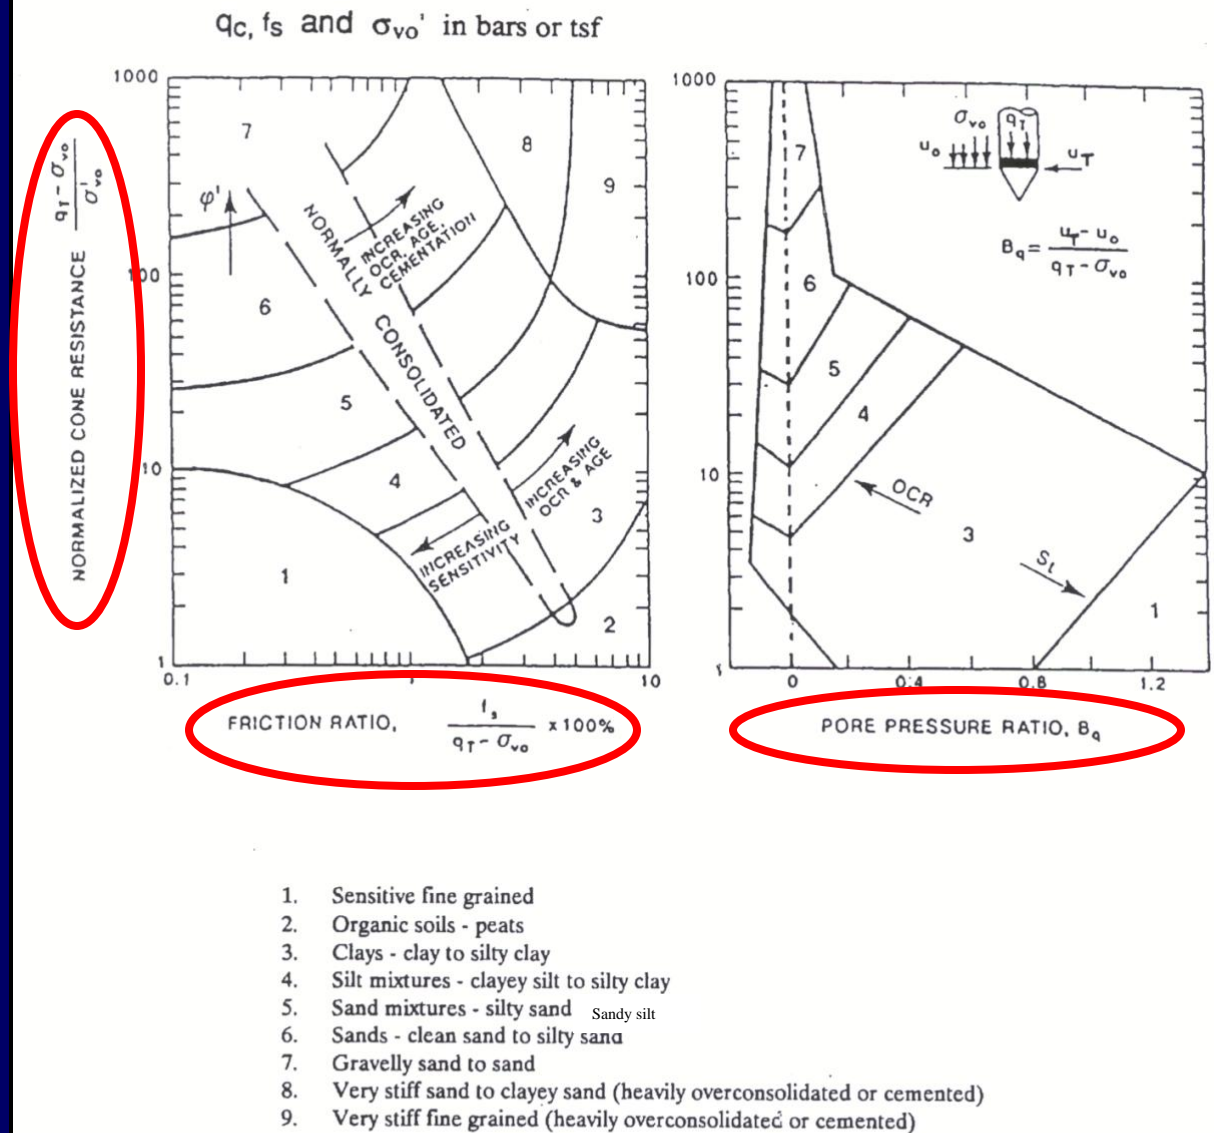 qc, fs and σvo' in bars or tsf
NORMALIZED CONE RESISTANCE
qT - σvo
σ'vo
1000
100
10
1
7
8
9
φ'
NORMALLY CONSOLIDATED
INCREASING
OCR, AGE,
CEMENTATION
6
5
4
INCREASING
OCR & AGE
3
INCREASING
SENSITIVITY
1
2
0.1
1
10
FRICTION RATIO,
fs
qT - σvo
x 100%
1000
100
10
1
σvo
qT
uo
uT
Bq = 
uT - uo
qT - σvo
7
6
5
4
OCR
3
St
1
0
0.4
0.8
1.2
PORE PRESSURE RATIO, Bq
1. Sensitive fine grained
2. Organic soils - peats
3. Clays - clay to silty clay
4. Silt mixtures - clayey silt to silty clay
5. Sand mixtures - silty sand Sandy silt
6. Sands - clean sand to silty sand
7. Gravelly sand to sand
8. Very stiff sand to clayey sand (heavily overconsolidated or cemented)
9. Very stiff fine grained (heavily overconsolidated or cemented)